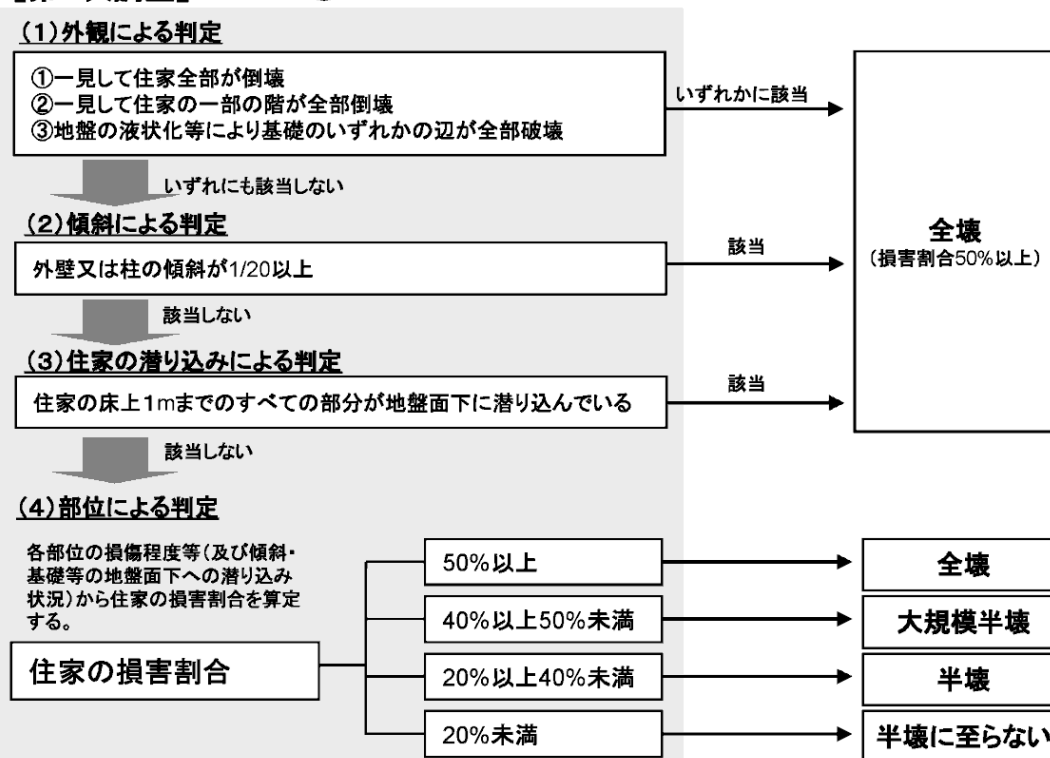 (1)外観による判定
①一見して住家全部が倒壊
②一見して住家の一部の階が全部倒壊
③地盤の液状化等により基礎のいずれかの辺が全部破壊
いずれかに該当
いずれにも該当しない
(2)傾斜による判定
外壁又は柱の傾斜が1/20以上
該当
全壊
(損害割合50%以上)
該当しない
(3)住家の潜り込みによる判定
住家の床上1mまでのすべての部分が地盤面下に潜り込んでいる
該当
該当しない
(4)部位による判定
各部位の損傷程度等(及び傾斜・
基礎等の地盤面下への潜り込み
状況)から住家の損害割合を算定
する。
住家の損害割合
50%以上
全壊
40%以上50%未満
大規模半壊
20%以上40%未満
半壊
20%未満
半壊に至らない